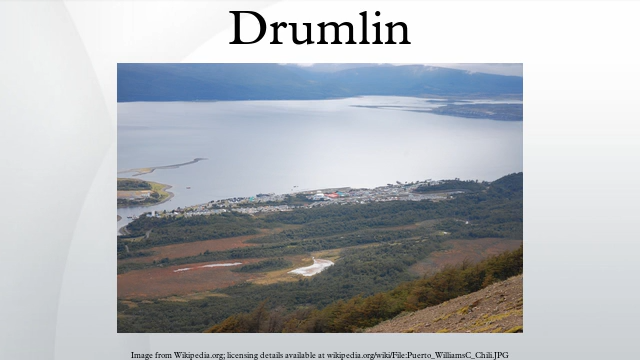 Drumlin
Image from Wikipedia.org; licensing details available at wikipedia.org/wiki/File:Puerto_WilliamsC_Chili.JPG